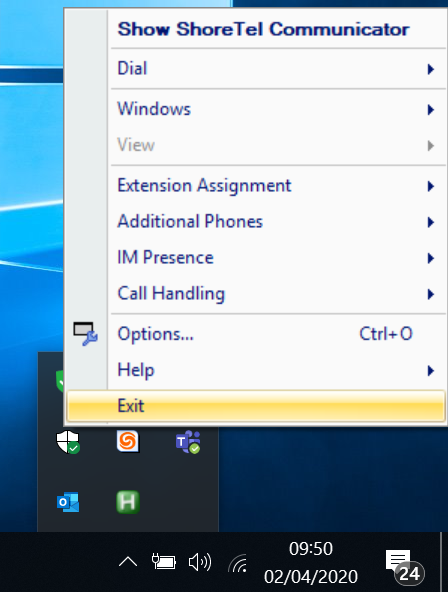 Show ShoreTel Communicator
Dial
Windows
View
Extension Assignment
Additional Phones
IM Presence
Call Handling
Options... Ctrl+O
Help
Exit
H
09:50
02/04/2020
24